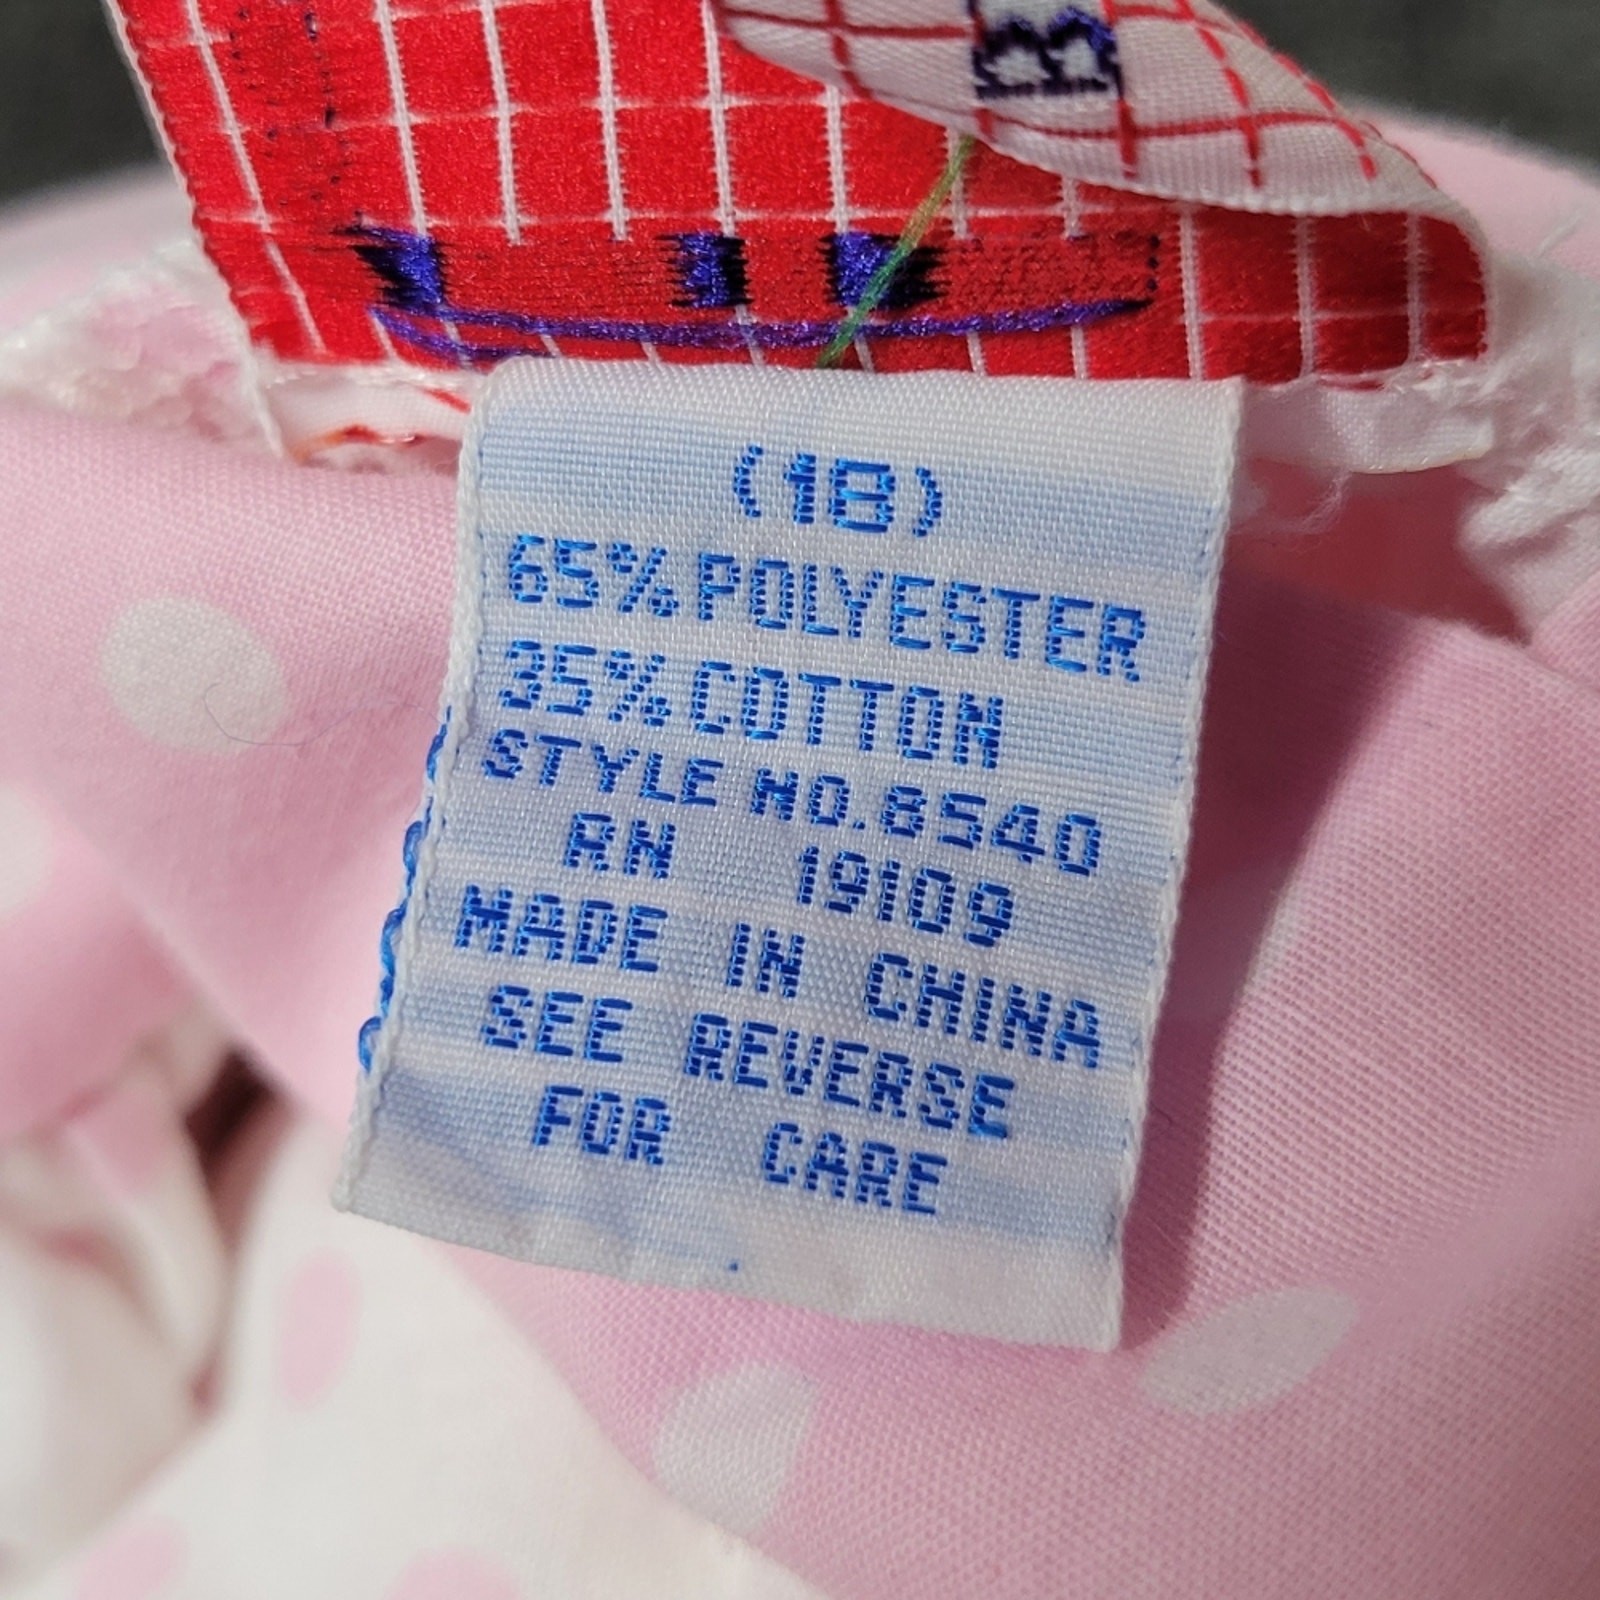 B
(18)
65% POLYESTER
35% COTTON
STYLE NO. 8540
RN 19109
MADE IN CHINA
SEE REVERSE
FOR CARE